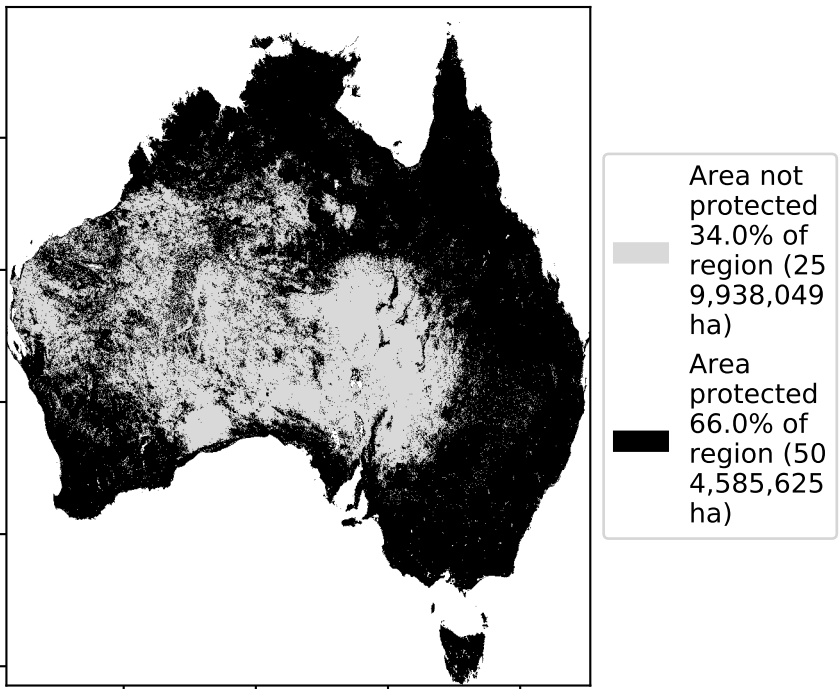 Area not
protected
34.0% of
region (25
9,938,049
ha)
Area
protected
66.0% of
region (50
4,585,625
ha)